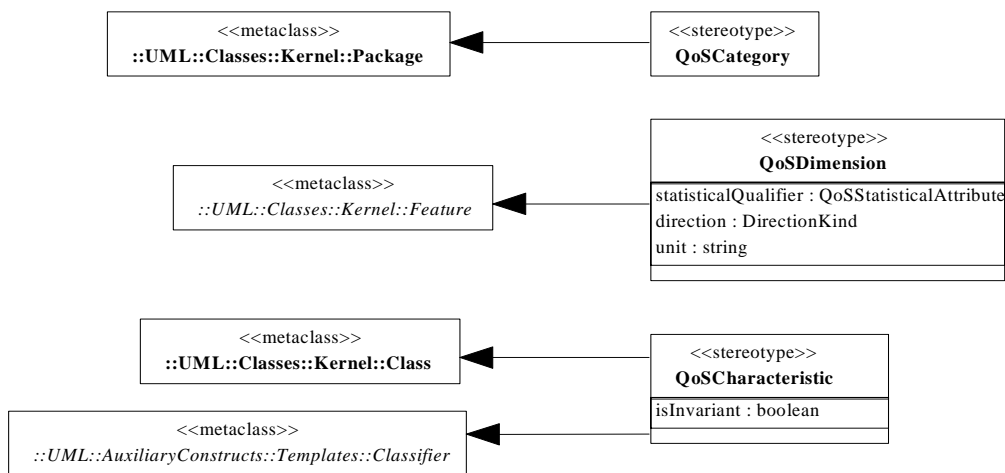 <<metaclass>>
::UML::Classes::Kernel::Package
<<stereotype>>
QoSCategory
<<metaclass>>
::UML::Classes::Kernel::Feature
<<stereotype>>
QoSDimension
statisticalQualifier : QoSStatisticalAttribute
direction : DirectionKind
unit : string
<<metaclass>>
::UML::Classes::Kernel::Class
<<stereotype>>
QoSCharacteristic
isInvariant : boolean
<<metaclass>>
::UML::AuxiliaryConstructs::Templates::Classifier